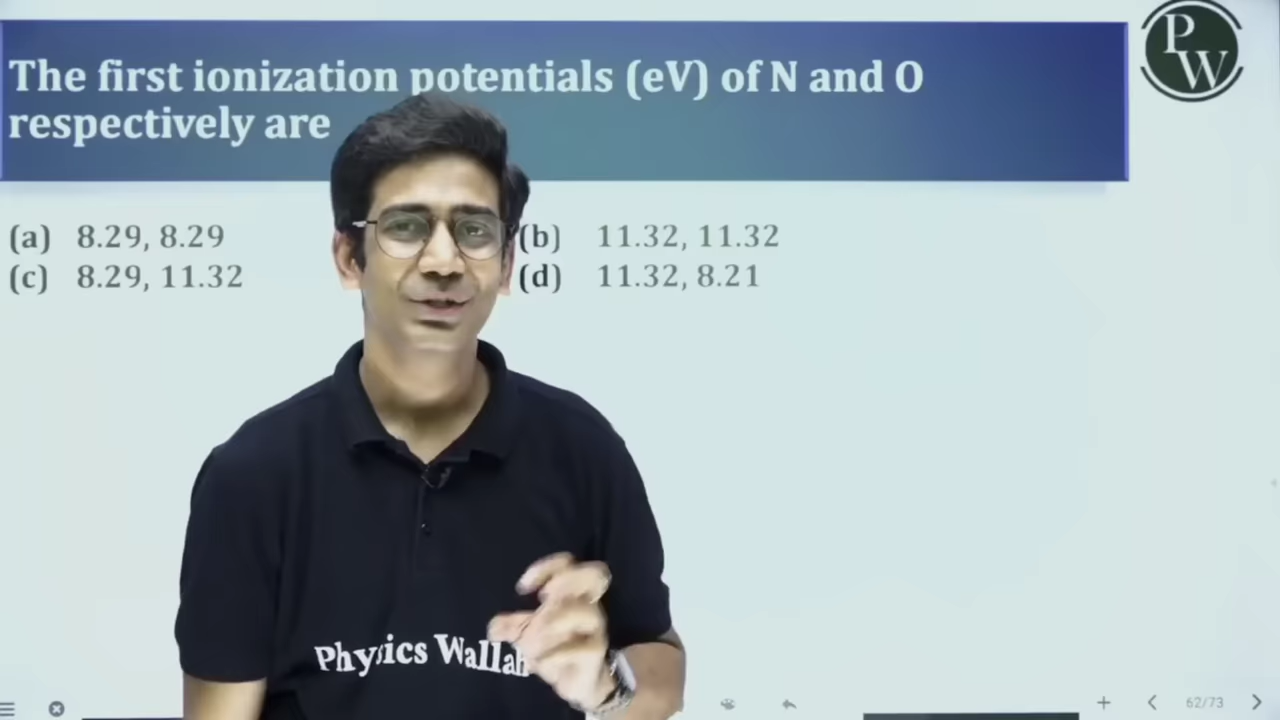 The first ionization potentials (eV) of N and O
respectively are
PW
(a) 8.29, 8.29 (b) 11.32, 11.32
(c) 8.29, 11.32 (d) 11.32, 8.21
Physics Wallah
62/73